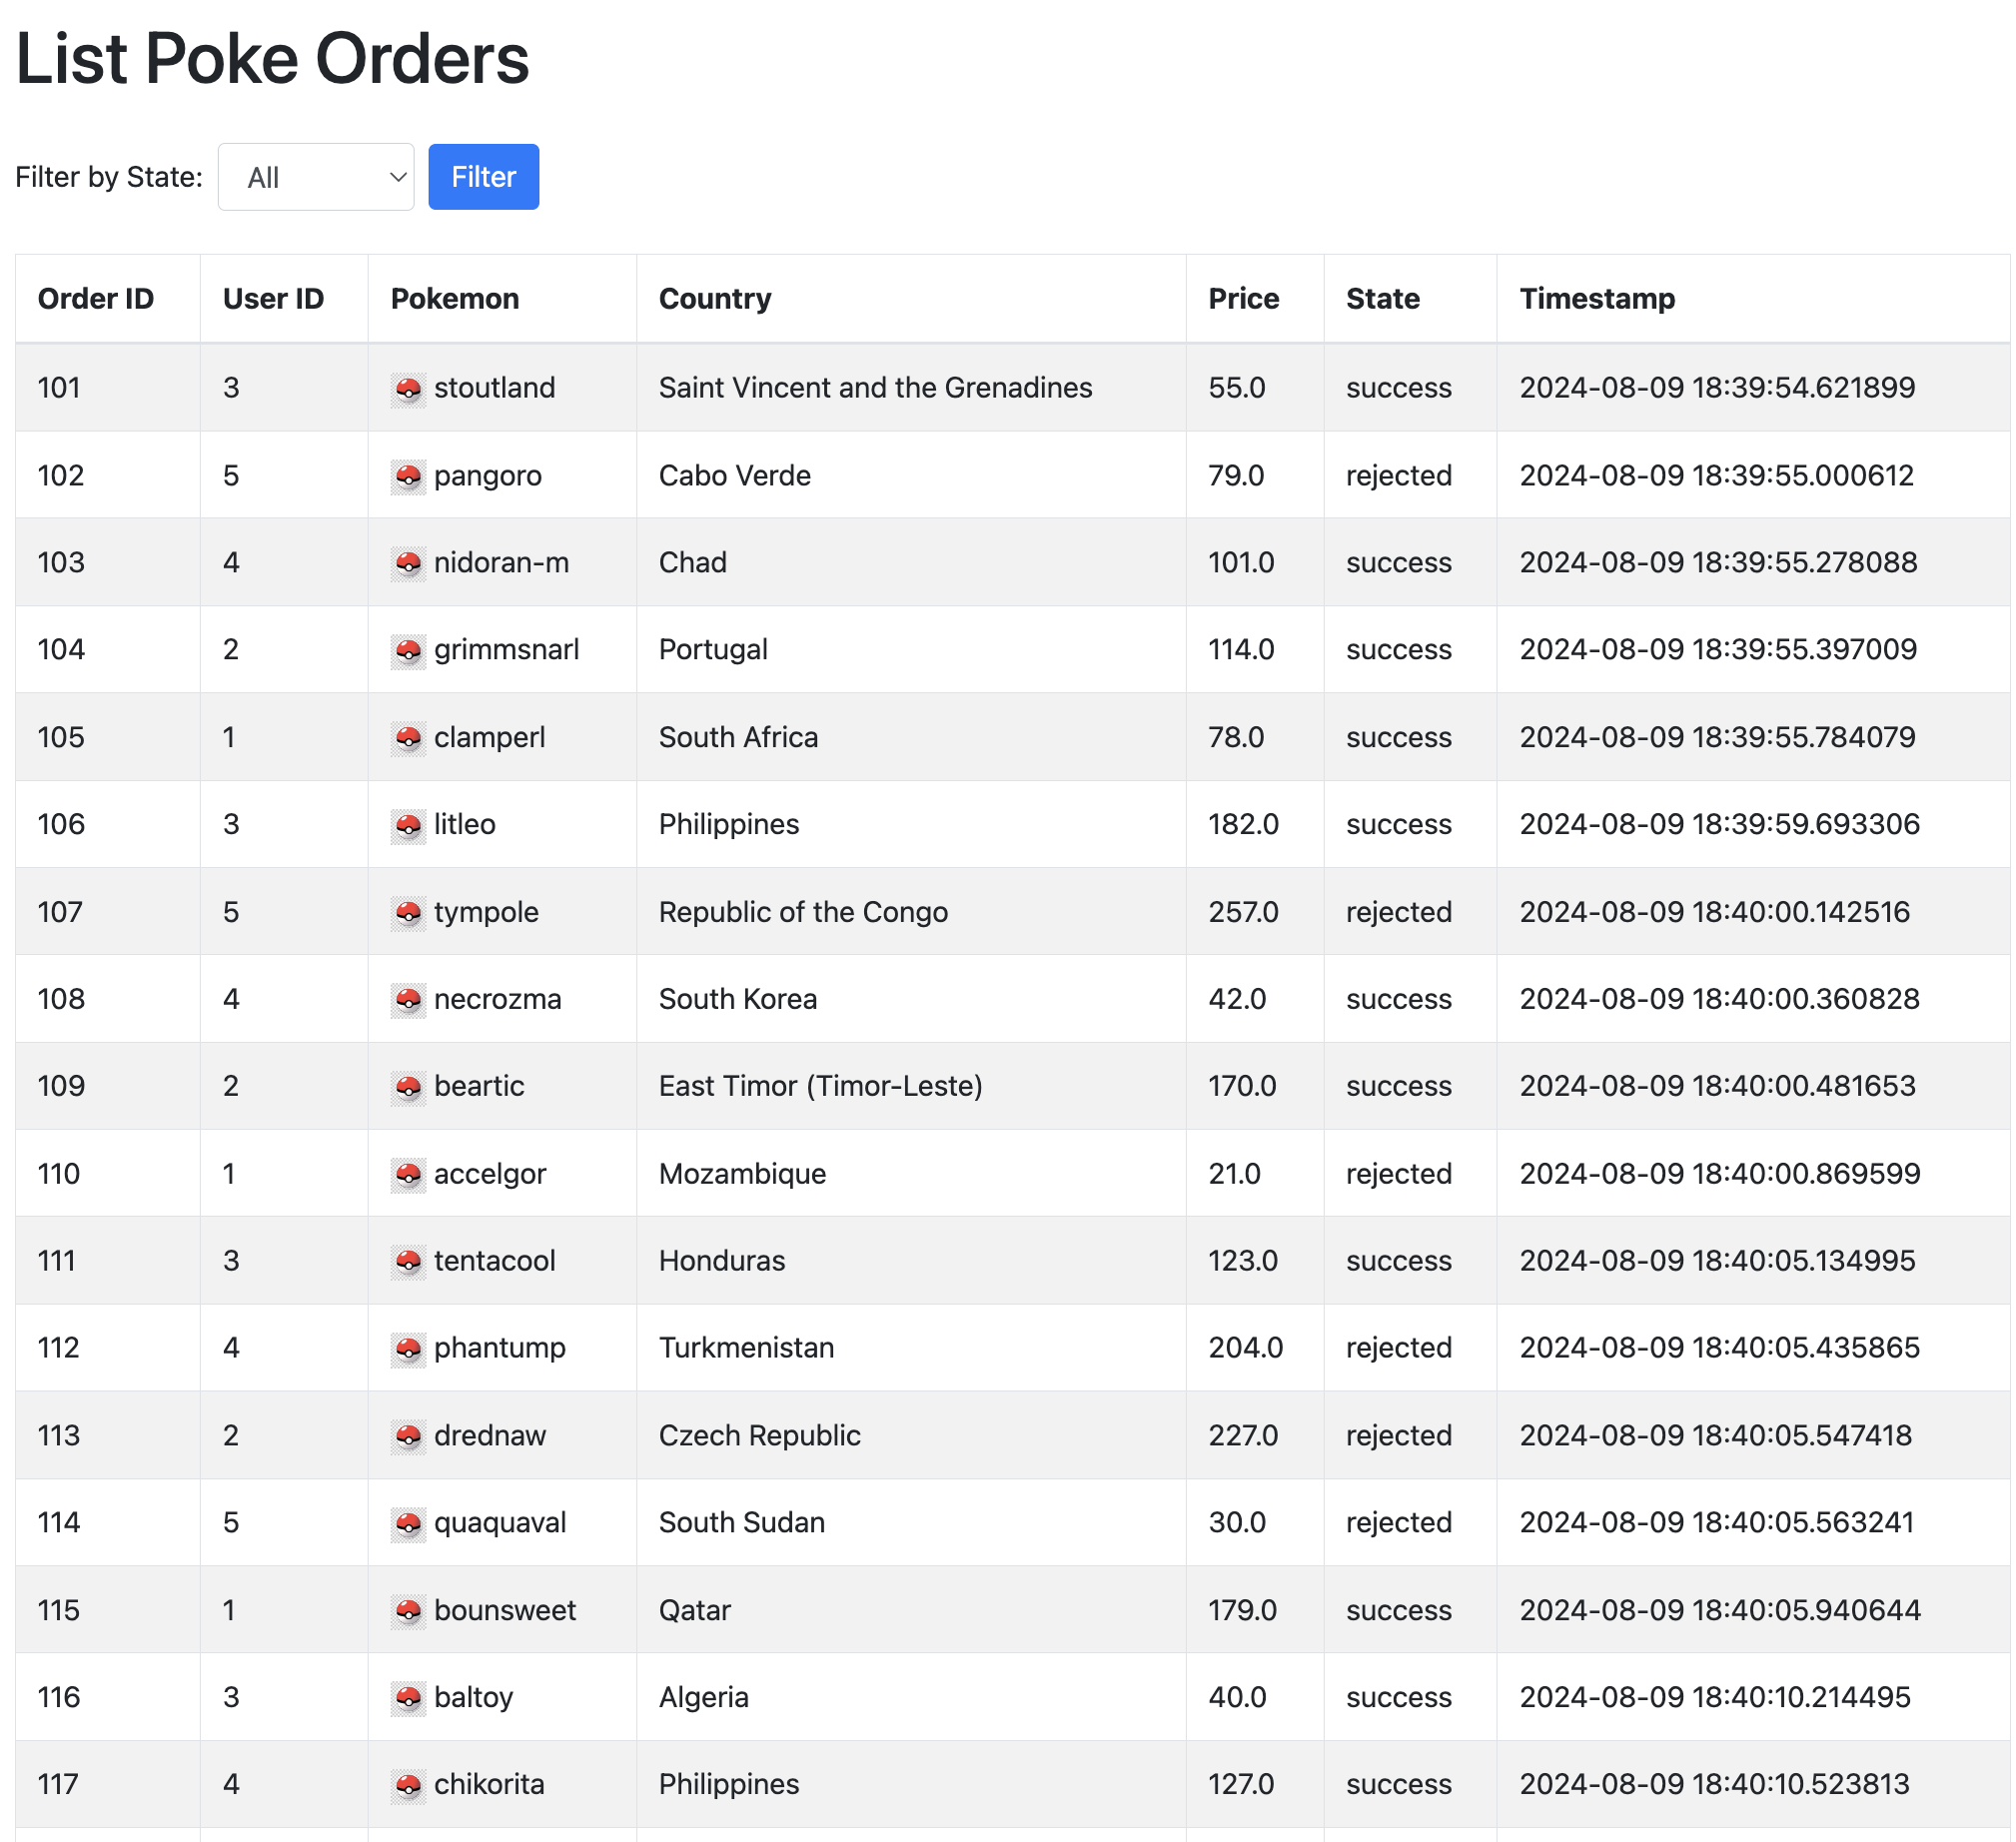 List Poke Orders
Filter by State: All Filter
Order ID User ID Pokemon Country Price State Timestamp
101 3 stoutland Saint Vincent and the Grenadines 55.0 success 2024-08-09 18:39:54.621899
102 5 pangoro Cabo Verde 79.0 rejected 2024-08-09 18:39:55.000612
103 4 nidoran-m Chad 101.0 success 2024-08-09 18:39:55.278088
104 2 grimmsnarl Portugal 114.0 success 2024-08-09 18:39:55.397009
105 1 clamperl South Africa 78.0 success 2024-08-09 18:39:55.784079
106 3 litleo Philippines 182.0 success 2024-08-09 18:39:59.693306
107 5 tympole Republic of the Congo 257.0 rejected 2024-08-09 18:40:00.142516
108 4 necrozma South Korea 42.0 success 2024-08-09 18:40:00.360828
109 2 beartic East Timor (Timor-Leste) 170.0 success 2024-08-09 18:40:00.481653
110 1 accelgor Mozambique 21.0 rejected 2024-08-09 18:40:00.869599
111 3 tentacool Honduras 123.0 success 2024-08-09 18:40:05.134995
112 4 phantump Turkmenistan 204.0 rejected 2024-08-09 18:40:05.435865
113 2 drednaw Czech Republic 227.0 rejected 2024-08-09 18:40:05.547418
114 5 quaquaval South Sudan 30.0 rejected 2024-08-09 18:40:05.563241
115 1 bounsweet Qatar 179.0 success 2024-08-09 18:40:05.940644
116 3 baltoy Algeria 40.0 success 2024-08-09 18:40:10.214495
117 4 chikorita Philippines 127.0 success 2024-08-09 18:40:10.523813